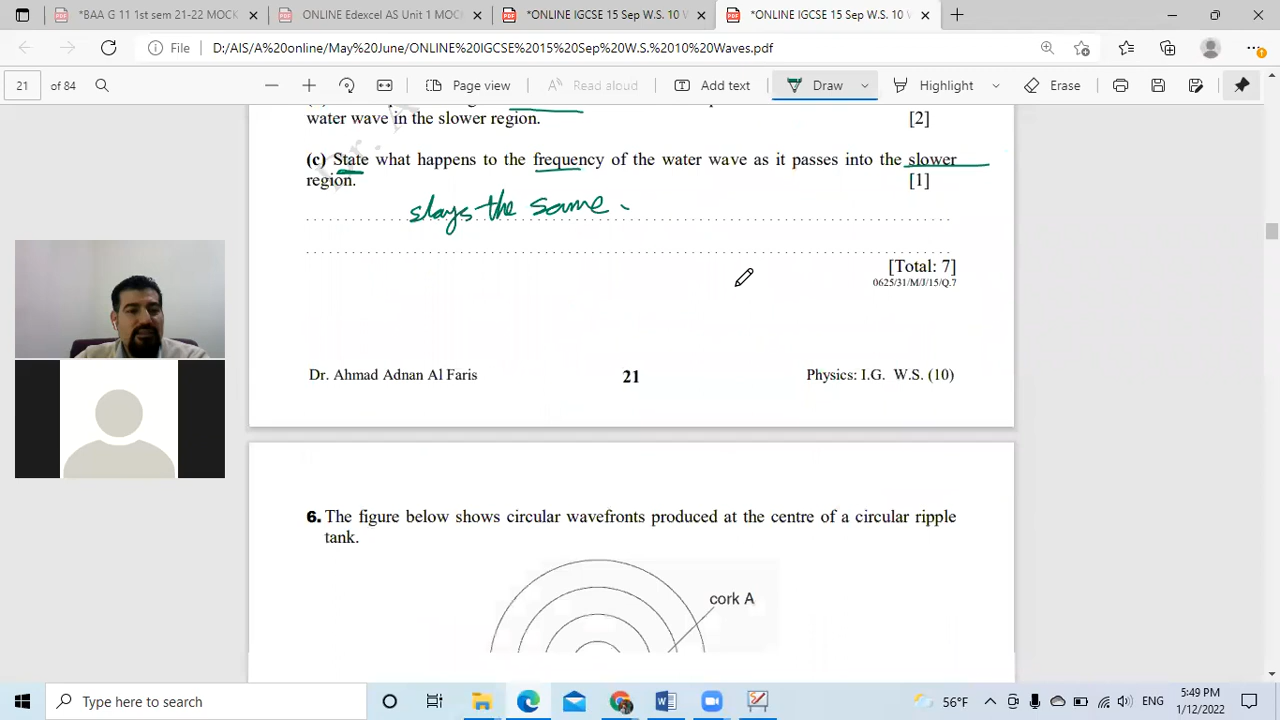 *BAA G 11 1st sem 21-22 MOCK
ONLINE Edexcel AS Unit 1 MOCK
*ONLINE IGCSE 15 Sep W.S. 10 W
*ONLINE IGCSE 15 Sep W.S. 10 W
File
D:/AIS/A%20online/May%20June/ONLINE%20IGCSE%2015%20Sep%20W.S.%2010%20Waves.pdf
21 of 84
Page view
Read aloud
Add text
Draw
Highlight
Erase
water wave in the slower region. [2]
(c) State what happens to the frequency of the water wave as it passes into the slower
region. [1]
stays the same.
[Total: 7]
0625/31/M/J/15/Q.7
Dr. Ahmad Adnan Al Faris 21 Physics: I.G. W.S. (10)
6. The figure below shows circular wavefronts produced at the centre of a circular ripple
tank.
cork A
Type here to search
56°F
ENG
5:49 PM
1/12/2022